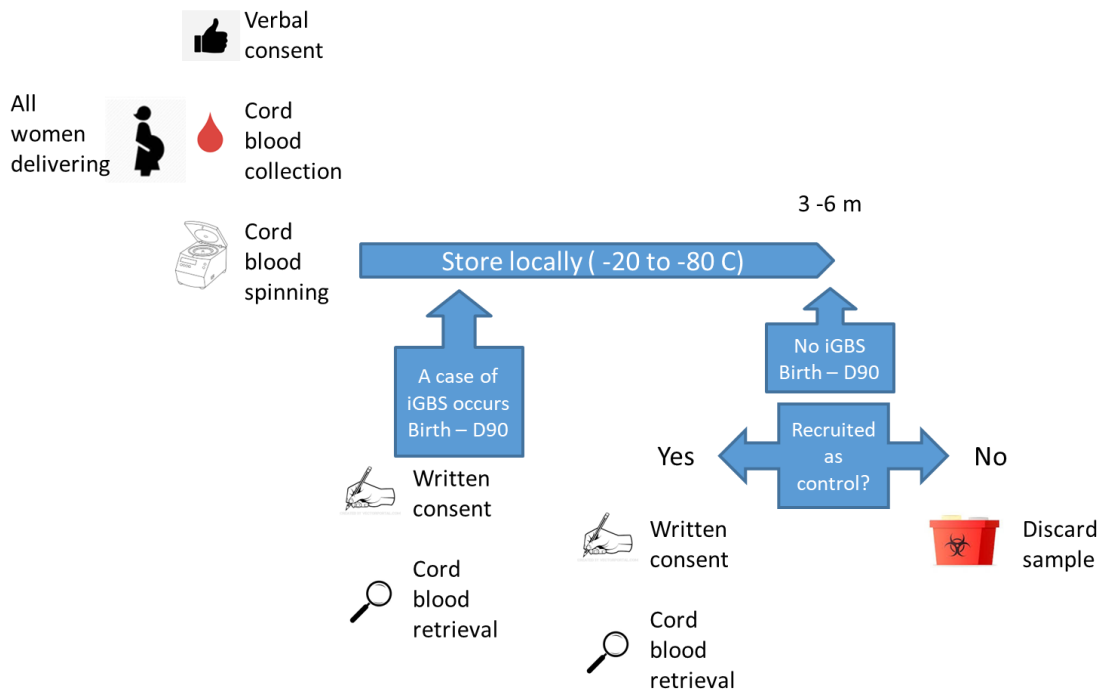 Verbal
consent
All
women
delivering
Cord
blood
collection
3 -6 m
Cord
blood
spinning
Store locally ( -20 to -80 C)
A case of
iGBS occurs
Birth – D90
No iGBS
Birth – D90
Recruited
as
control?
Yes
No
Written
consent
Written
consent
Discard
sample
Cord
blood
retrieval
Cord
blood
retrieval